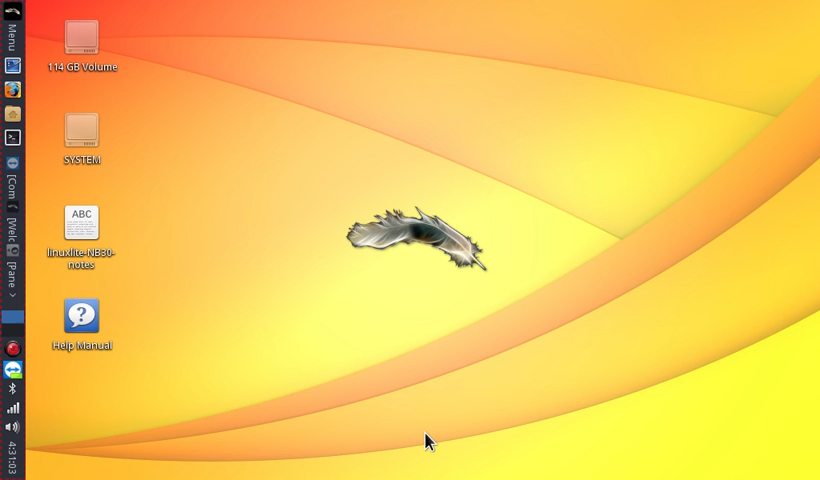 Menu
[Com
[Welc
[Pane
>
4:31:03
114 GB Volume
SYSTEM
ABC
linuxlite-NB30-
notes
Help Manual